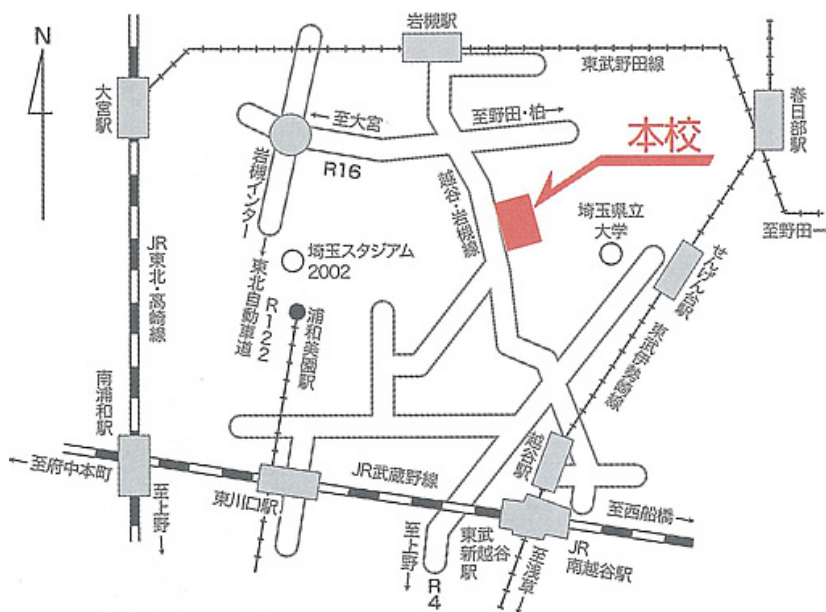 N
岩槻駅
東武野田線
大宮駅
春日部駅
至大宮
至野田・柏
本校
R16
岩槻インター
越谷・岩槻線
埼玉県立
大学
至野田
埼玉スタジアム
2002
せんげん台駅
JR東北・高崎線
東北自動車道
R122
浦和美園駅
東武伊勢崎線
南浦和駅
越谷駅
至府中本町
JR武蔵野線
至上野
東川口駅
至西船橋
至上野
R4
東武
新越谷
駅
至浅草
JR
南越谷駅